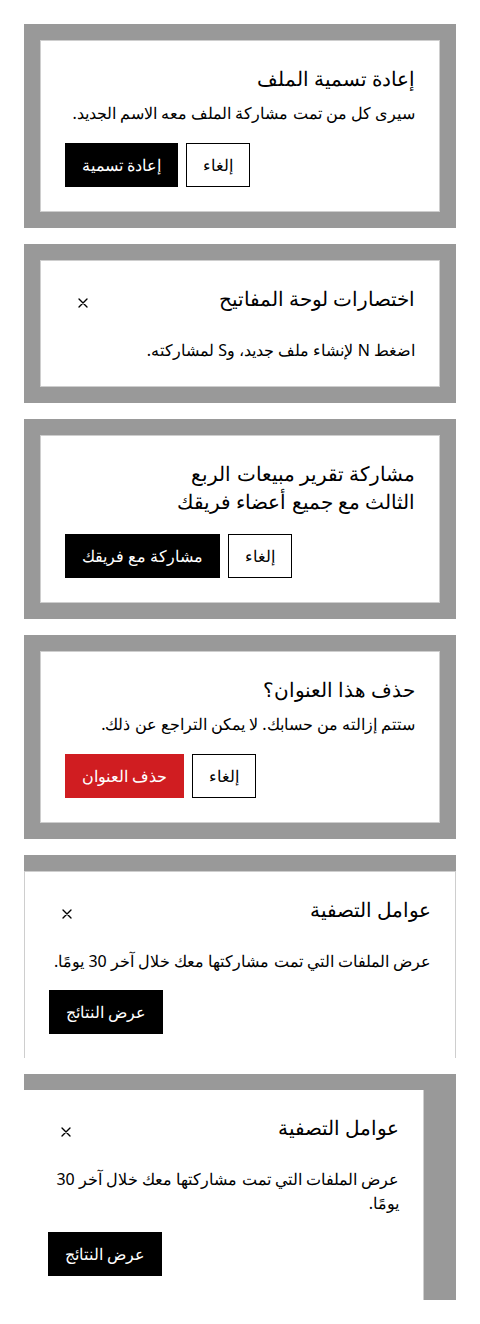 إعادة تسمية الملف
سيرى كل من تمت مشاركة الملف معه الاسم الجديد.
إلغاء
إعادة تسمية
اختصارات لوحة المفاتيح
اضغط N لإنشاء ملف جديد، وS لمشاركته.
مشاركة تقرير مبيعات الربع
الثالث مع جميع أعضاء فريقك
إلغاء
مشاركة مع فريقك
حذف هذا العنوان؟
ستتم إزالته من حسابك. لا يمكن التراجع عن ذلك.
إلغاء
حذف العنوان
عوامل التصفية
عرض الملفات التي تمت مشاركتها معك خلال آخر 30 يومًا.
عرض النتائج
عوامل التصفية
عرض الملفات التي تمت مشاركتها معك خلال آخر 30
يومًا.
عرض النتائج